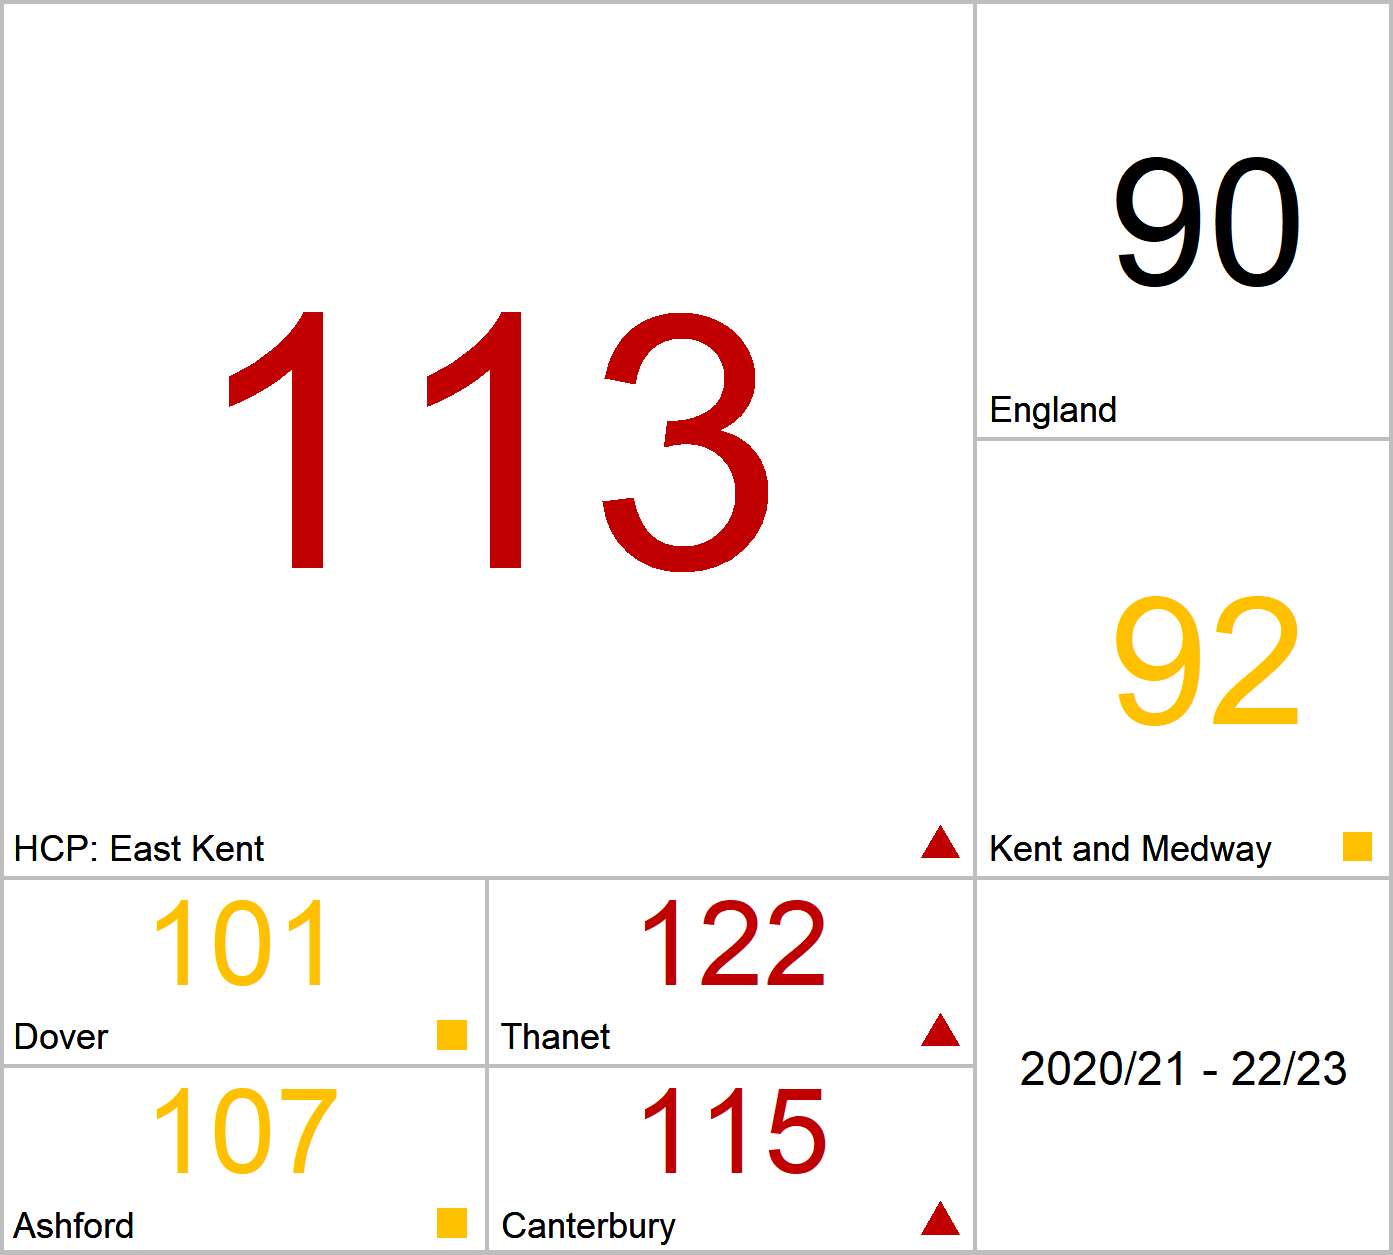 113
HCP: East Kent
90
England
92
Kent and Medway
101
Dover
122
Thanet
107
Ashford
115
Canterbury
2020/21 - 22/23